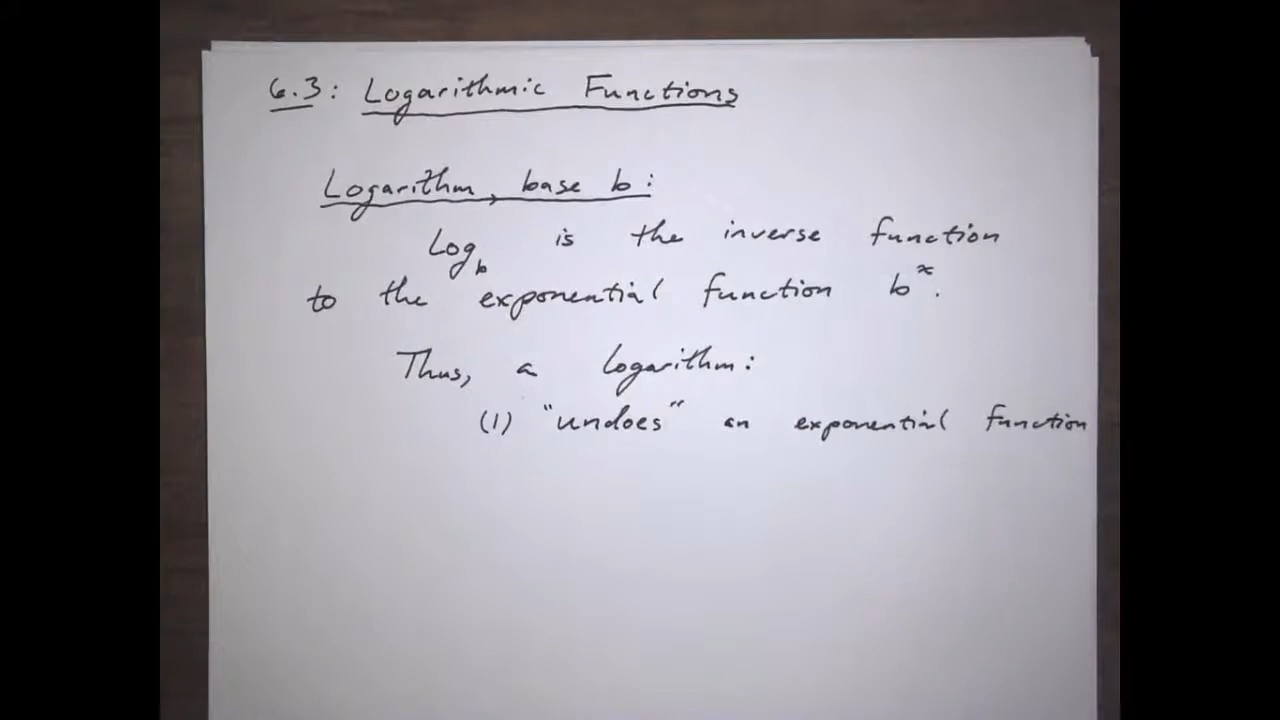 6.3: Logarithmic Functions
Logarithm, base b:
Log_b is the inverse function
to the exponential function b^x.
Thus, a logarithm:
(1) "undoes" an exponential function